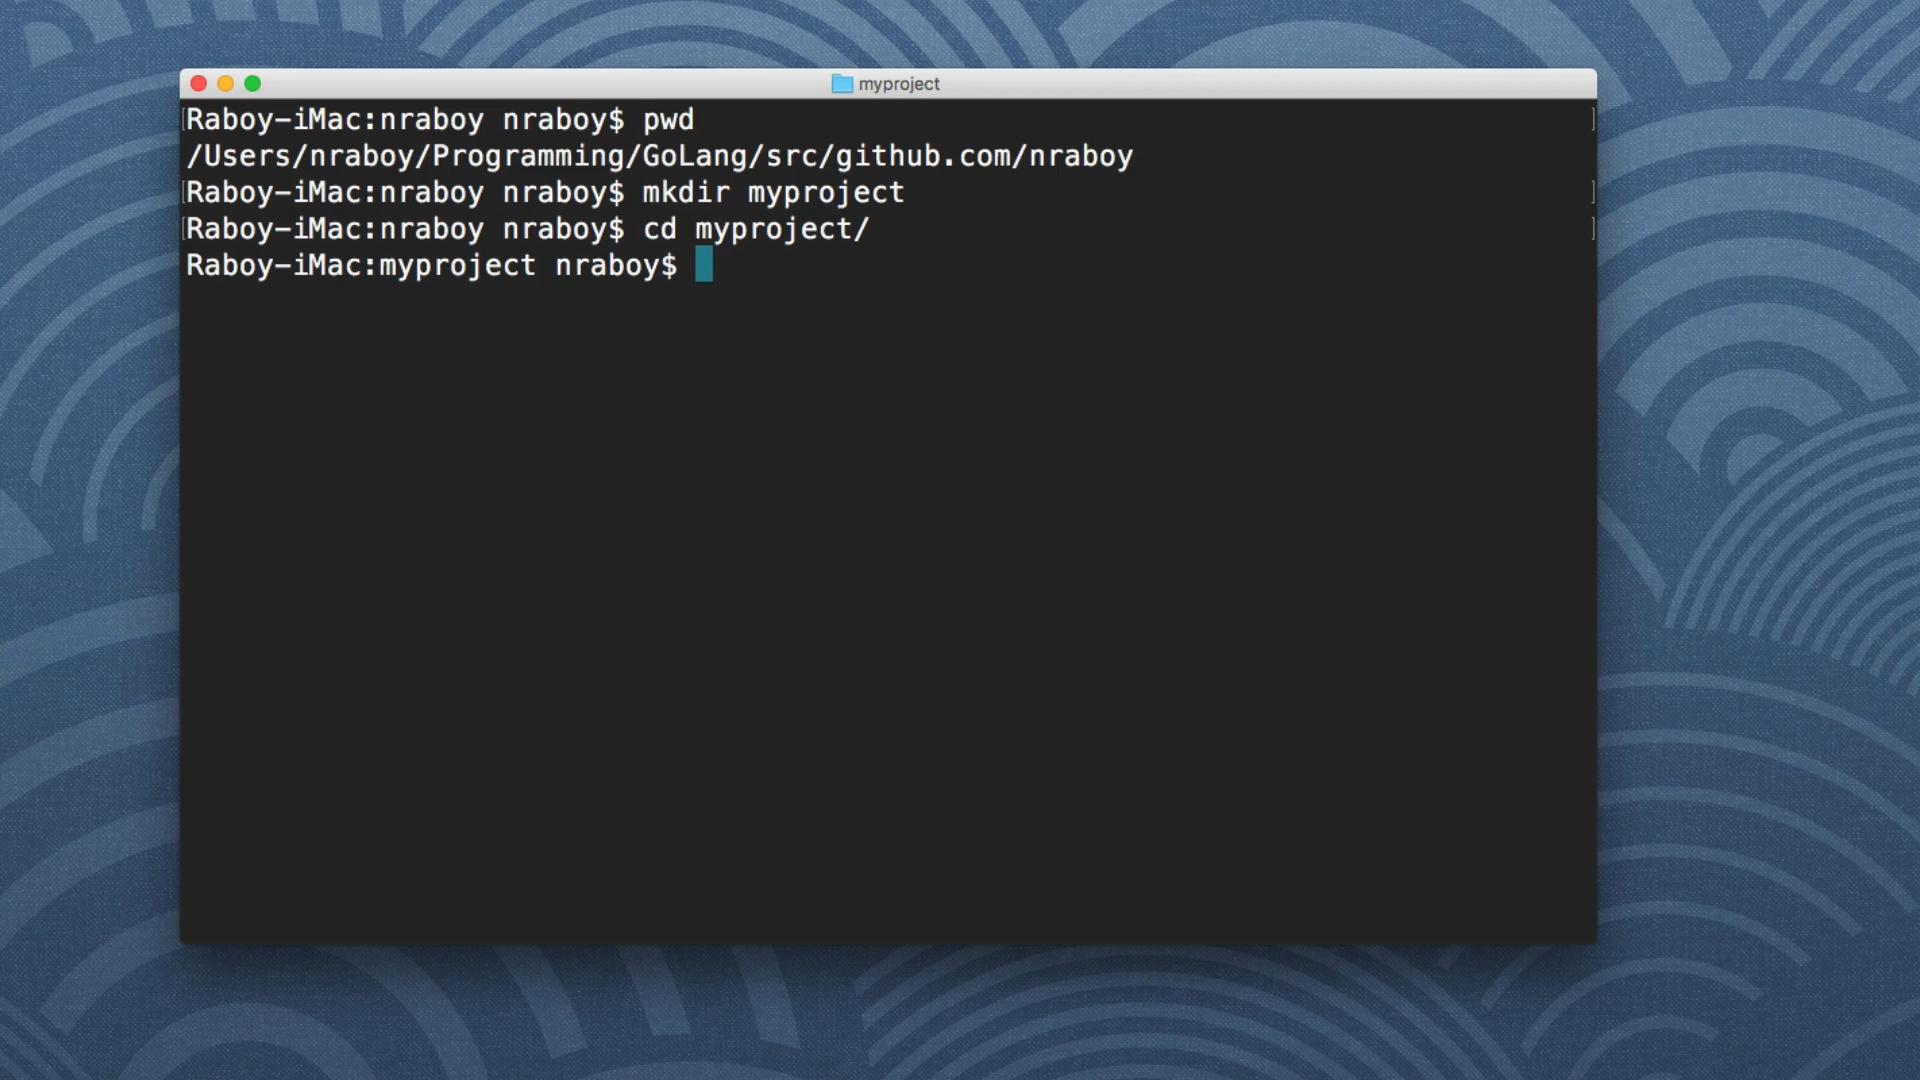 myproject
Raboy-iMac:nraboy nraboy$ pwd
/Users/nraboy/Programming/GoLang/src/github.com/nraboy
Raboy-iMac:nraboy nraboy$ mkdir myproject
Raboy-iMac:nraboy nraboy$ cd myproject/
Raboy-iMac:myproject nraboy$